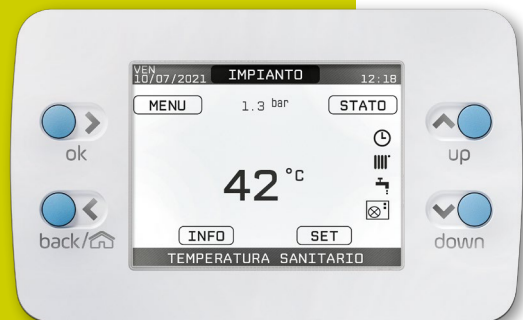 VEN
10/07/2021 IMPIANTO 12:18
MENU 1.3 bar STATO
ok
up
42 °C
back/
down
INFO SET
TEMPERATURA SANITARIO